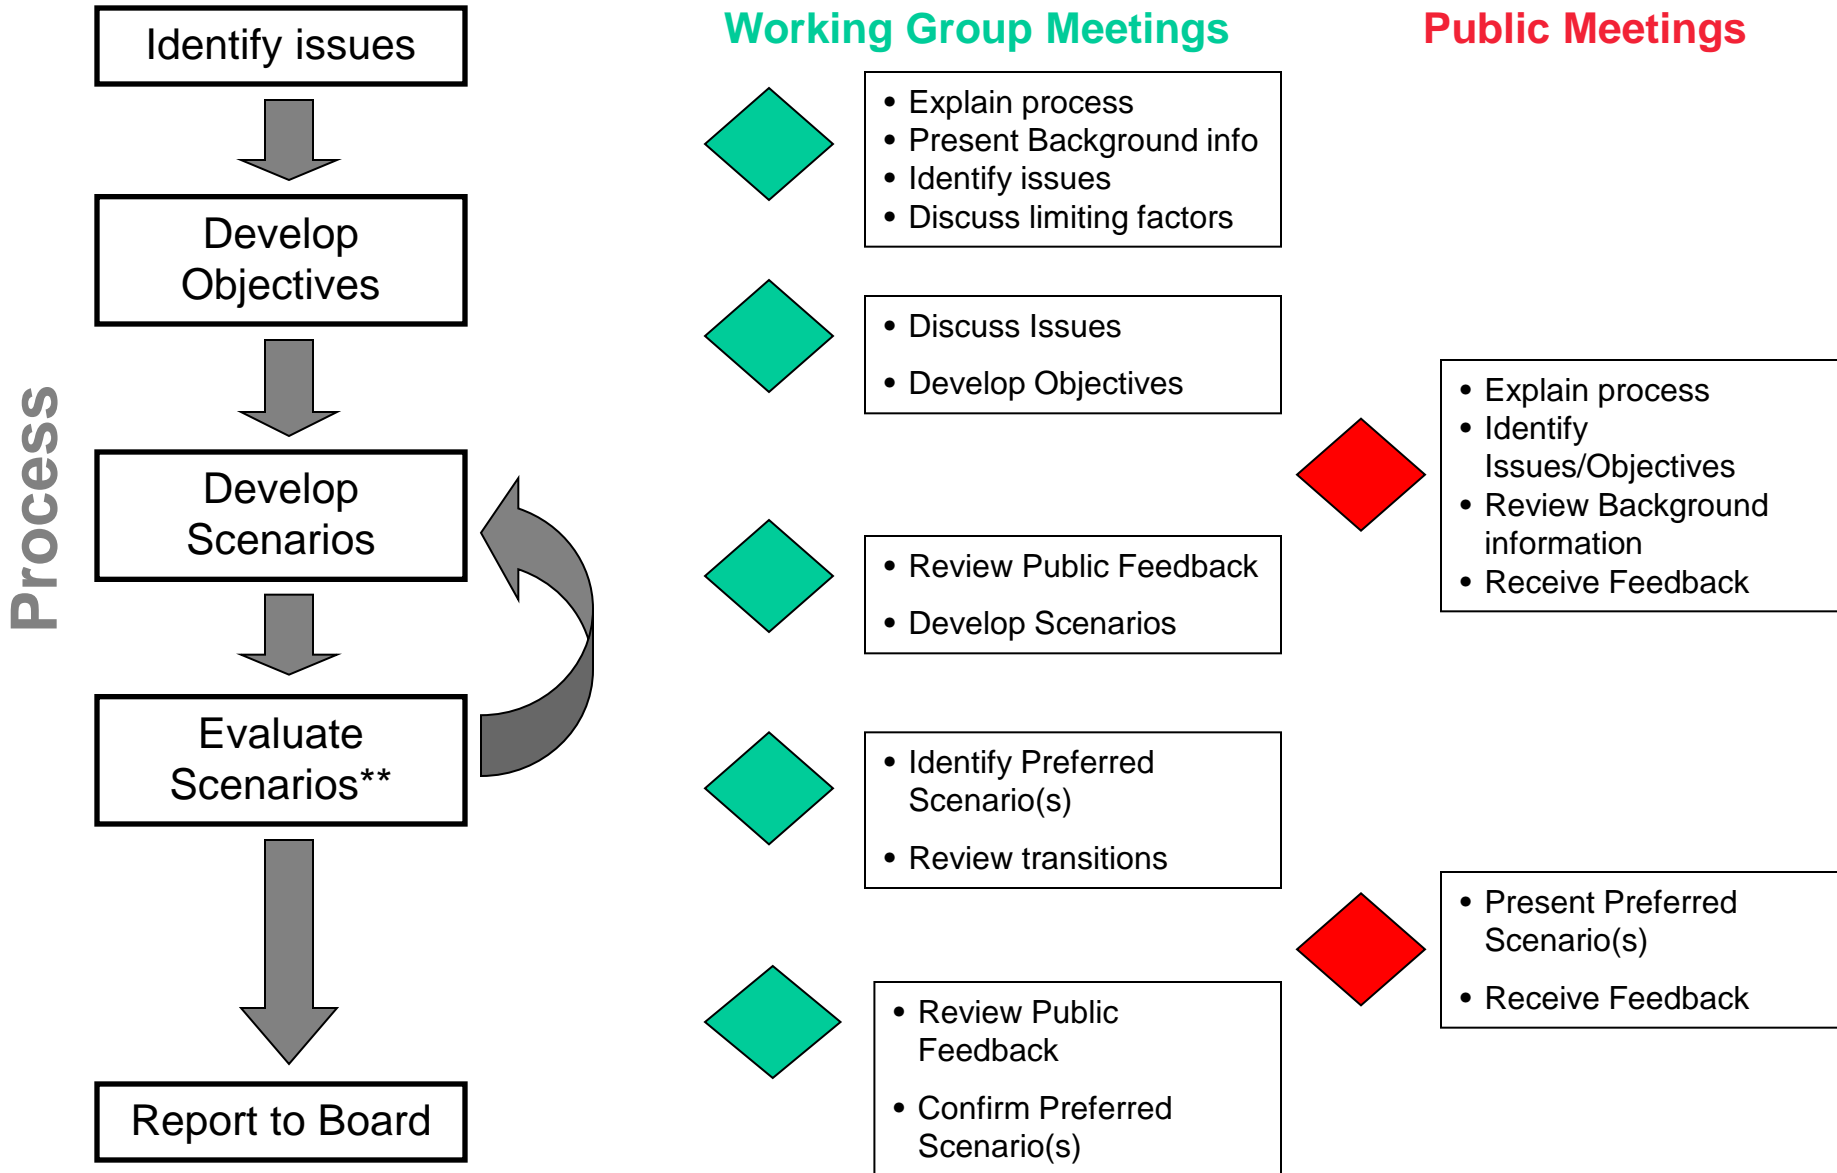 Process
Identify issues
Develop
Objectives
Develop
Scenarios
Evaluate
Scenarios**
Report to Board
Working Group Meetings
• Explain process
• Present Background info
• Identify issues
• Discuss limiting factors
• Discuss Issues
• Develop Objectives
• Review Public Feedback
• Develop Scenarios
• Identify Preferred
Scenario(s)
• Review transitions
• Review Public
Feedback
• Confirm Preferred
Scenario(s)
Public Meetings
• Explain process
• Identify
Issues/Objectives
• Review Background
information
• Receive Feedback
• Present Preferred
Scenario(s)
• Receive Feedback